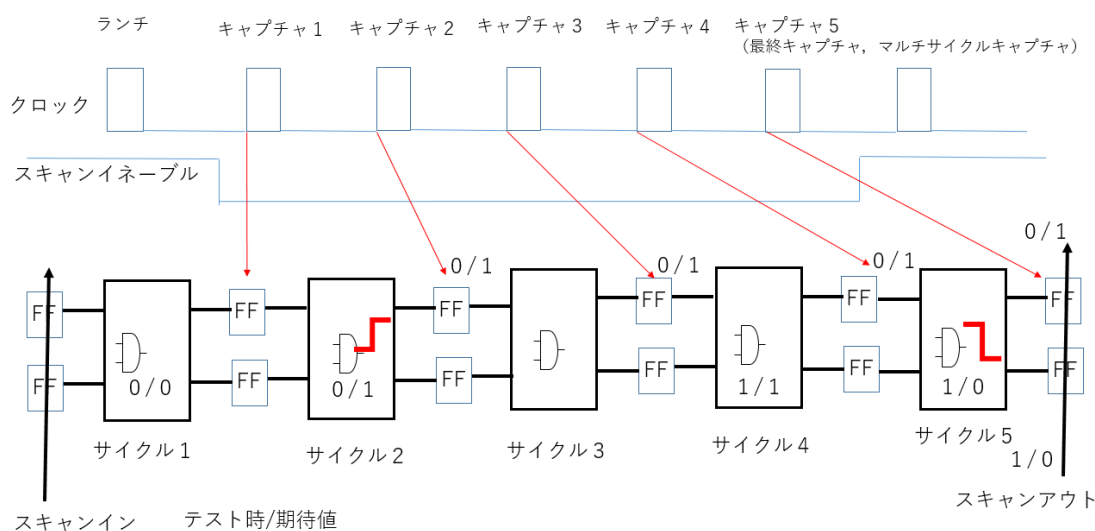 ランチ
キャプチャ1
キャプチャ2
キャプチャ3
キャプチャ4
キャプチャ5
(最終キャプチャ, マルチサイクルキャプチャ)
クロック
スキャンイネーブル
0/1
0/1
0/1
0/1
FF
FF
FF
FF
FF
FF
FF
FF
FF
FF
FF
FF
0/0
0/1
1/1
1/0
サイクル1
サイクル2
サイクル3
サイクル4
サイクル5
1/0
スキャンイン
テスト時/期待値
スキャンアウト